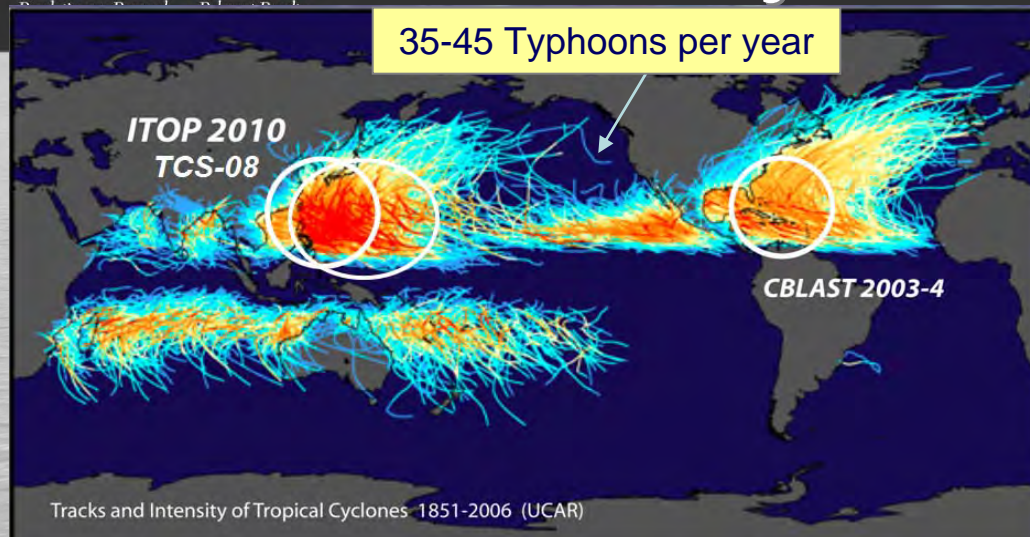 35-45 Typhoons per year
ITOP 2010
TCS-08
CBLAST 2003-4
Tracks and Intensity of Tropical Cyclones 1851-2006 (UCAR)